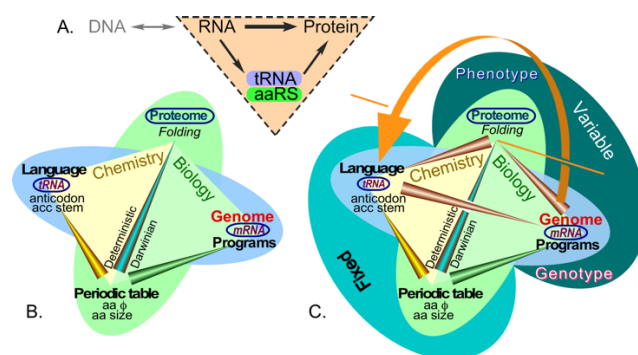 A.
DNA
RNA
Protein
tRNA
aaRS
Proteome
Folding
Language
tRNA
anticodon
acc stem
Chemistry
Biology
Genome
mRNA
Programs
Deterministic
Darwinian
Periodic table
aa ϕ
aa size
B.
Phenotype
Variable
Proteome
Folding
Language
tRNA
anticodon
acc stem
Chemistry
Biology
Genome
mRNA
Programs
Deterministic
Darwinian
Genotype
Fixed
Periodic table
aa ϕ
aa size
C.